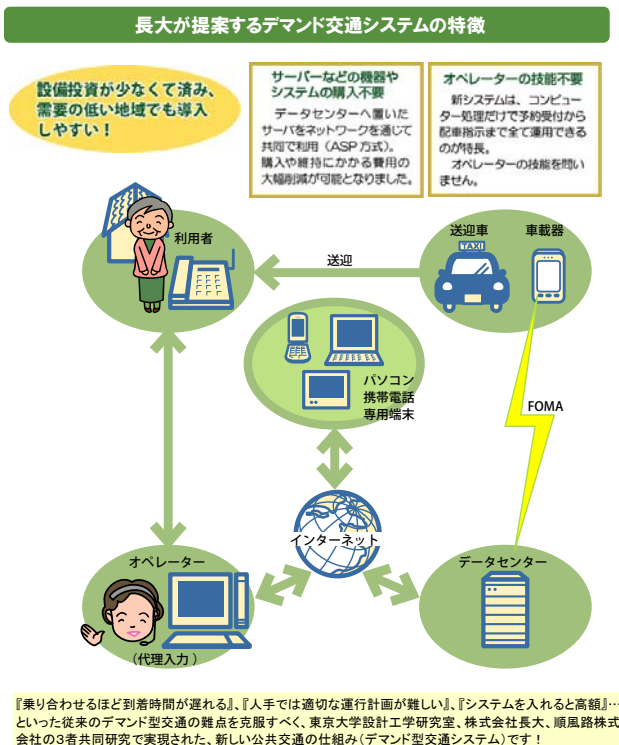 長大が提案するデマンド交通システムの特徴
設備投資が少なくて済み、
需要の低い地域でも導入
しやすい！
サーバーなどの機器や
システムの購入不要
データセンターへ置いた
サーバをネットワークを通じて
共同で利用（ASP方式）。
購入や維持にかかる費用の
大幅削減が可能となりました。
オペレーターの技能不要
新システムは、コンピュー
ター処理だけで予約受付から
配車指示まで全て運用できる
のが特長。
オペレーターの技能を問い
ません。
利用者
送迎
送迎車
車載器
TAXI
パソコン
携帯電話
専用端末
FOMA
インターネット
オペレーター
（代理入力）
データセンター
『乗り合わせるほど到着時間が遅れる』、『人手では適切な運行計画が難しい』、『システムを入れると高額』…
といった従来のデマンド型交通の難点を克服すべく、東京大学設計工学研究室、株式会社長大、順風路株式
会社の３者共同研究で実現された、新しい公共交通の仕組み（デマンド型交通システム）です！